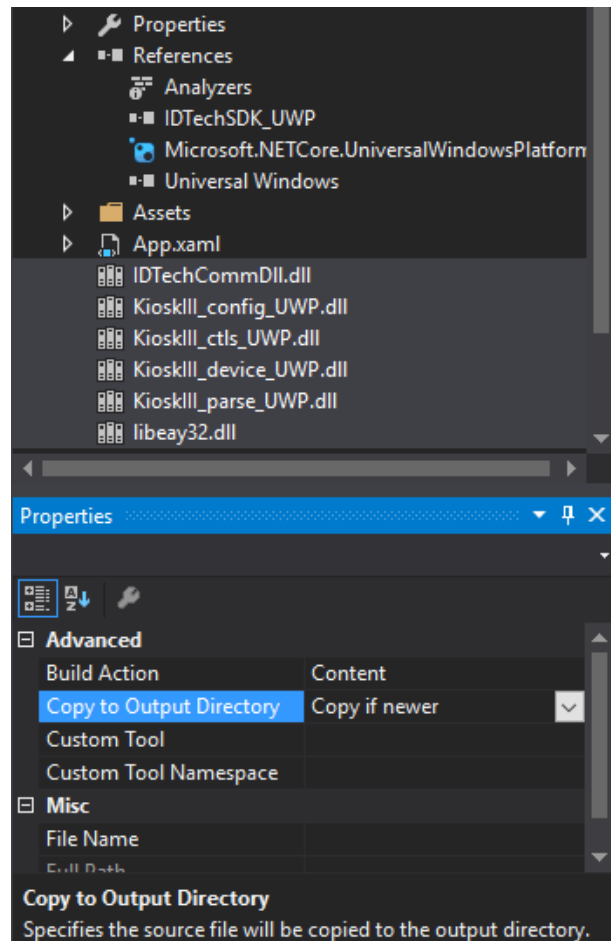 Properties
References
Analyzers
IDTechSDK_UWP
Microsoft.NETCore.UniversalWindowsPlatform
Universal Windows
Assets
App.xaml
IDTechCommDll.dll
KioskIII_config_UWP.dll
KioskIII_ctls_UWP.dll
KioskIII_device_UWP.dll
KioskIII_parse_UWP.dll
libeay32.dll
Properties
Advanced
Build Action Content
Copy to Output Directory Copy if newer
Custom Tool
Custom Tool Namespace
Misc
File Name
Full Path
Copy to Output Directory
Specifies the source file will be copied to the output directory.